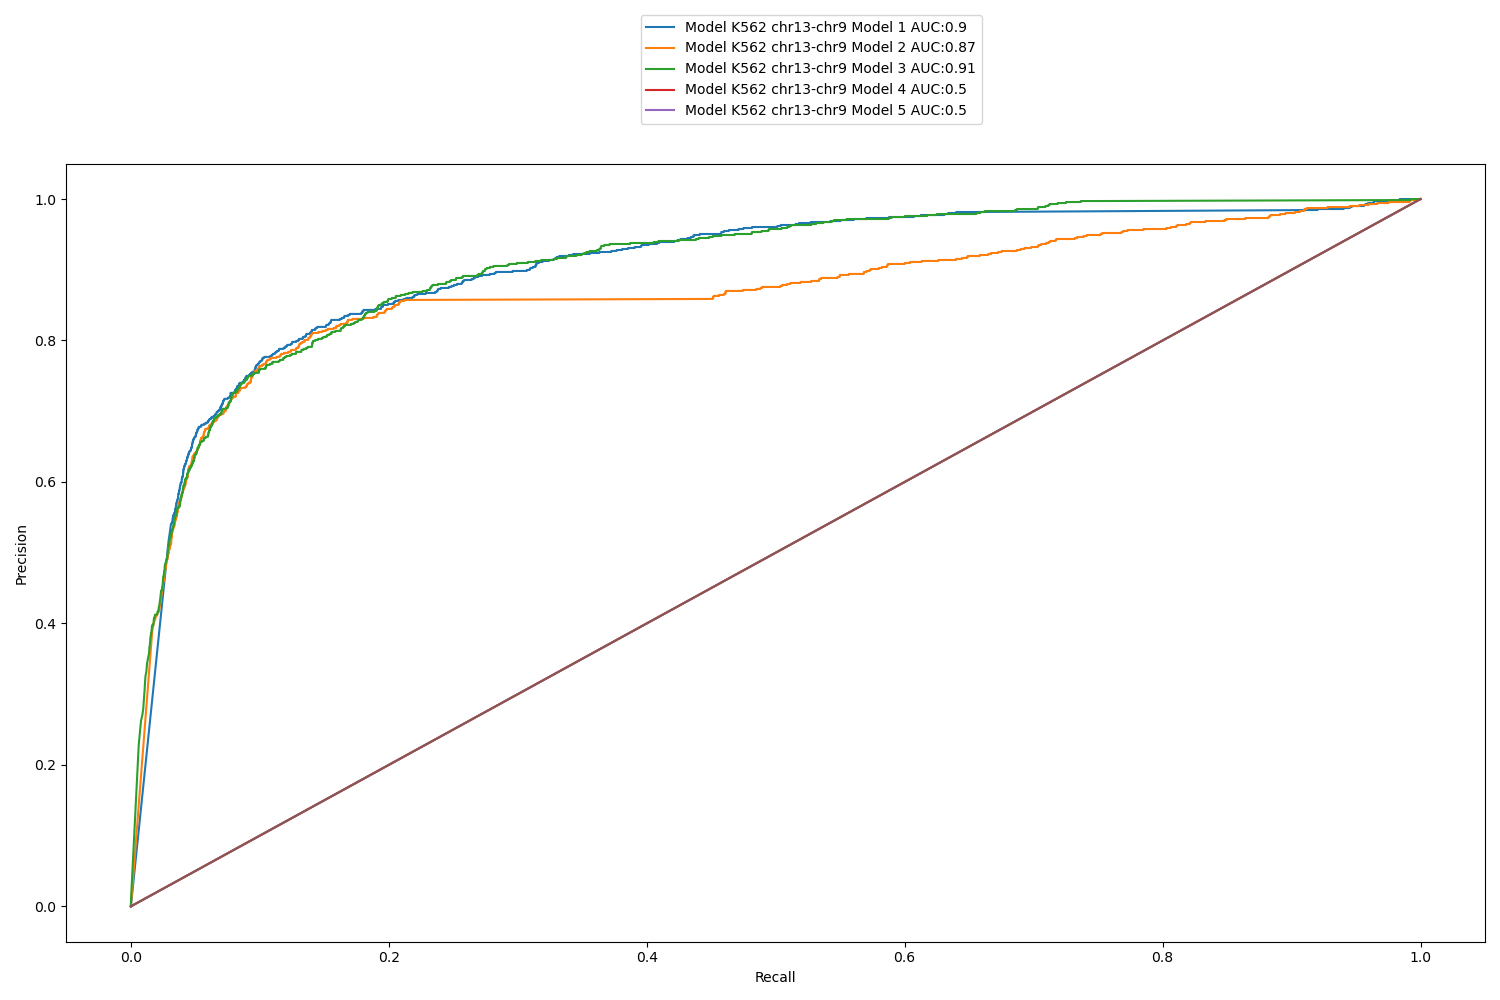 Model K562 chr13-chr9 Model 1 AUC:0.9
Model K562 chr13-chr9 Model 2 AUC:0.87
Model K562 chr13-chr9 Model 3 AUC:0.91
Model K562 chr13-chr9 Model 4 AUC:0.5
Model K562 chr13-chr9 Model 5 AUC:0.5
1.0
0.8
0.6
0.4
0.2
0.0
Precision
0.0 0.2 0.4 0.6 0.8 1.0
Recall